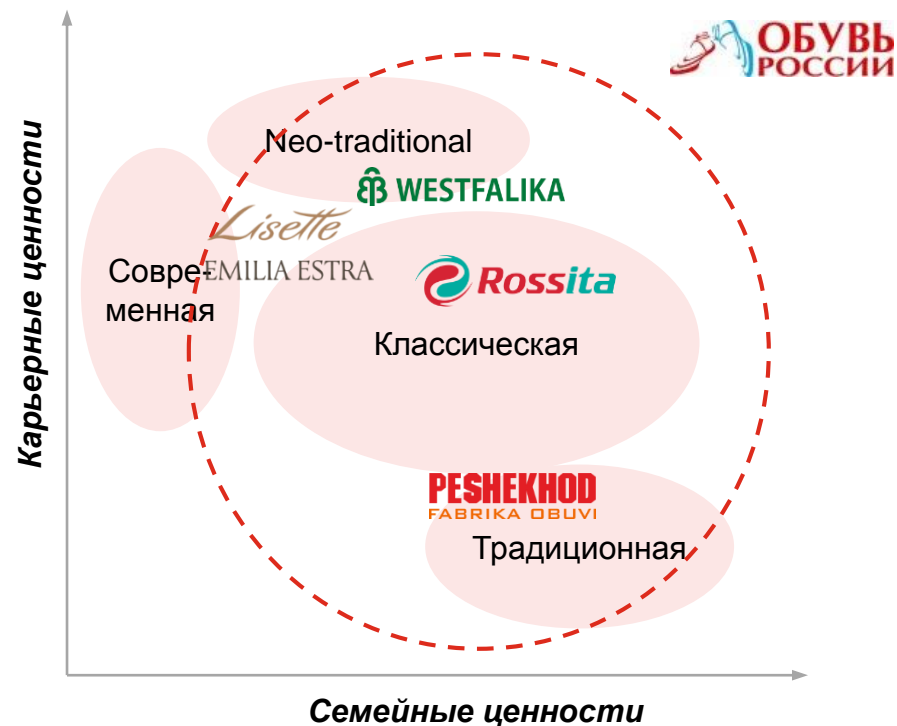 ОБУВЬ
РОССИИ
Карьерные ценности
Neo-traditional
WESTFALIKA
Lisette
EMILIA ESTRA
Совре-
менная
Rossita
Классическая
PESHEKHOD
FABRIKA OBUVI
Традиционная
Семейные ценности